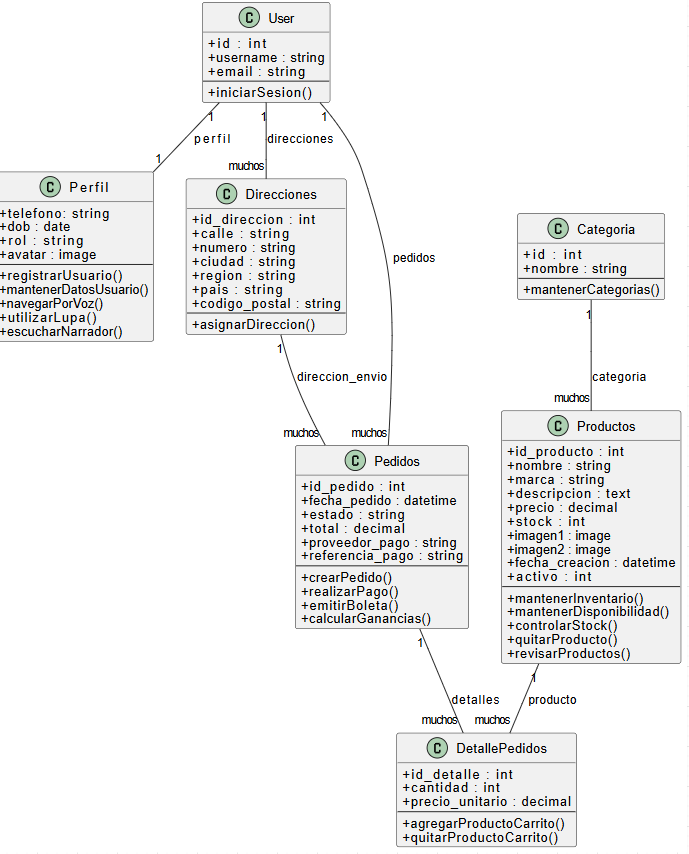 C User
+id : int
+username : string
+email : string
+iniciarSesion()
1
1
1
perfil
direcciones
1
muchos
C Perfil
+telefono: string
+dob : date
+rol : string
+avatar : image
+registrarUsuario()
+mantenerDatosUsuario()
+navegarPorVoz()
+utilizarLupa()
+escucharNarrador()
C Direcciones
+id_direccion : int
+calle : string
+numero : string
+ciudad : string
+region : string
+pais : string
+codigo_postal : string
+asignarDireccion()
pedidos
C Categoria
+id : int
+nombre : string
+mantenerCategorias()
1
categoria
muchos
1
direccion_envio
muchos
muchos
C Pedidos
+id_pedido : int
+fecha_pedido : datetime
+estado : string
+total : decimal
+proveedor_pago : string
+referencia_pago : string
+crearPedido()
+realizarPago()
+emitirBoleta()
+calcularGanancias()
C Productos
+id_producto : int
+nombre : string
+marca : string
+descripcion : text
+precio : decimal
+stock : int
+imagen1 : image
+imagen2 : image
+fecha_creacion : datetime
+activo : int
+mantenerInventario()
+mantenerDisponibilidad()
+controlarStock()
+quitarProducto()
+revisarProductos()
1
detalles
muchos
1
producto
muchos
C DetallePedidos
+id_detalle : int
+cantidad : int
+precio_unitario : decimal
+agregarProductoCarrito()
+quitarProductoCarrito()